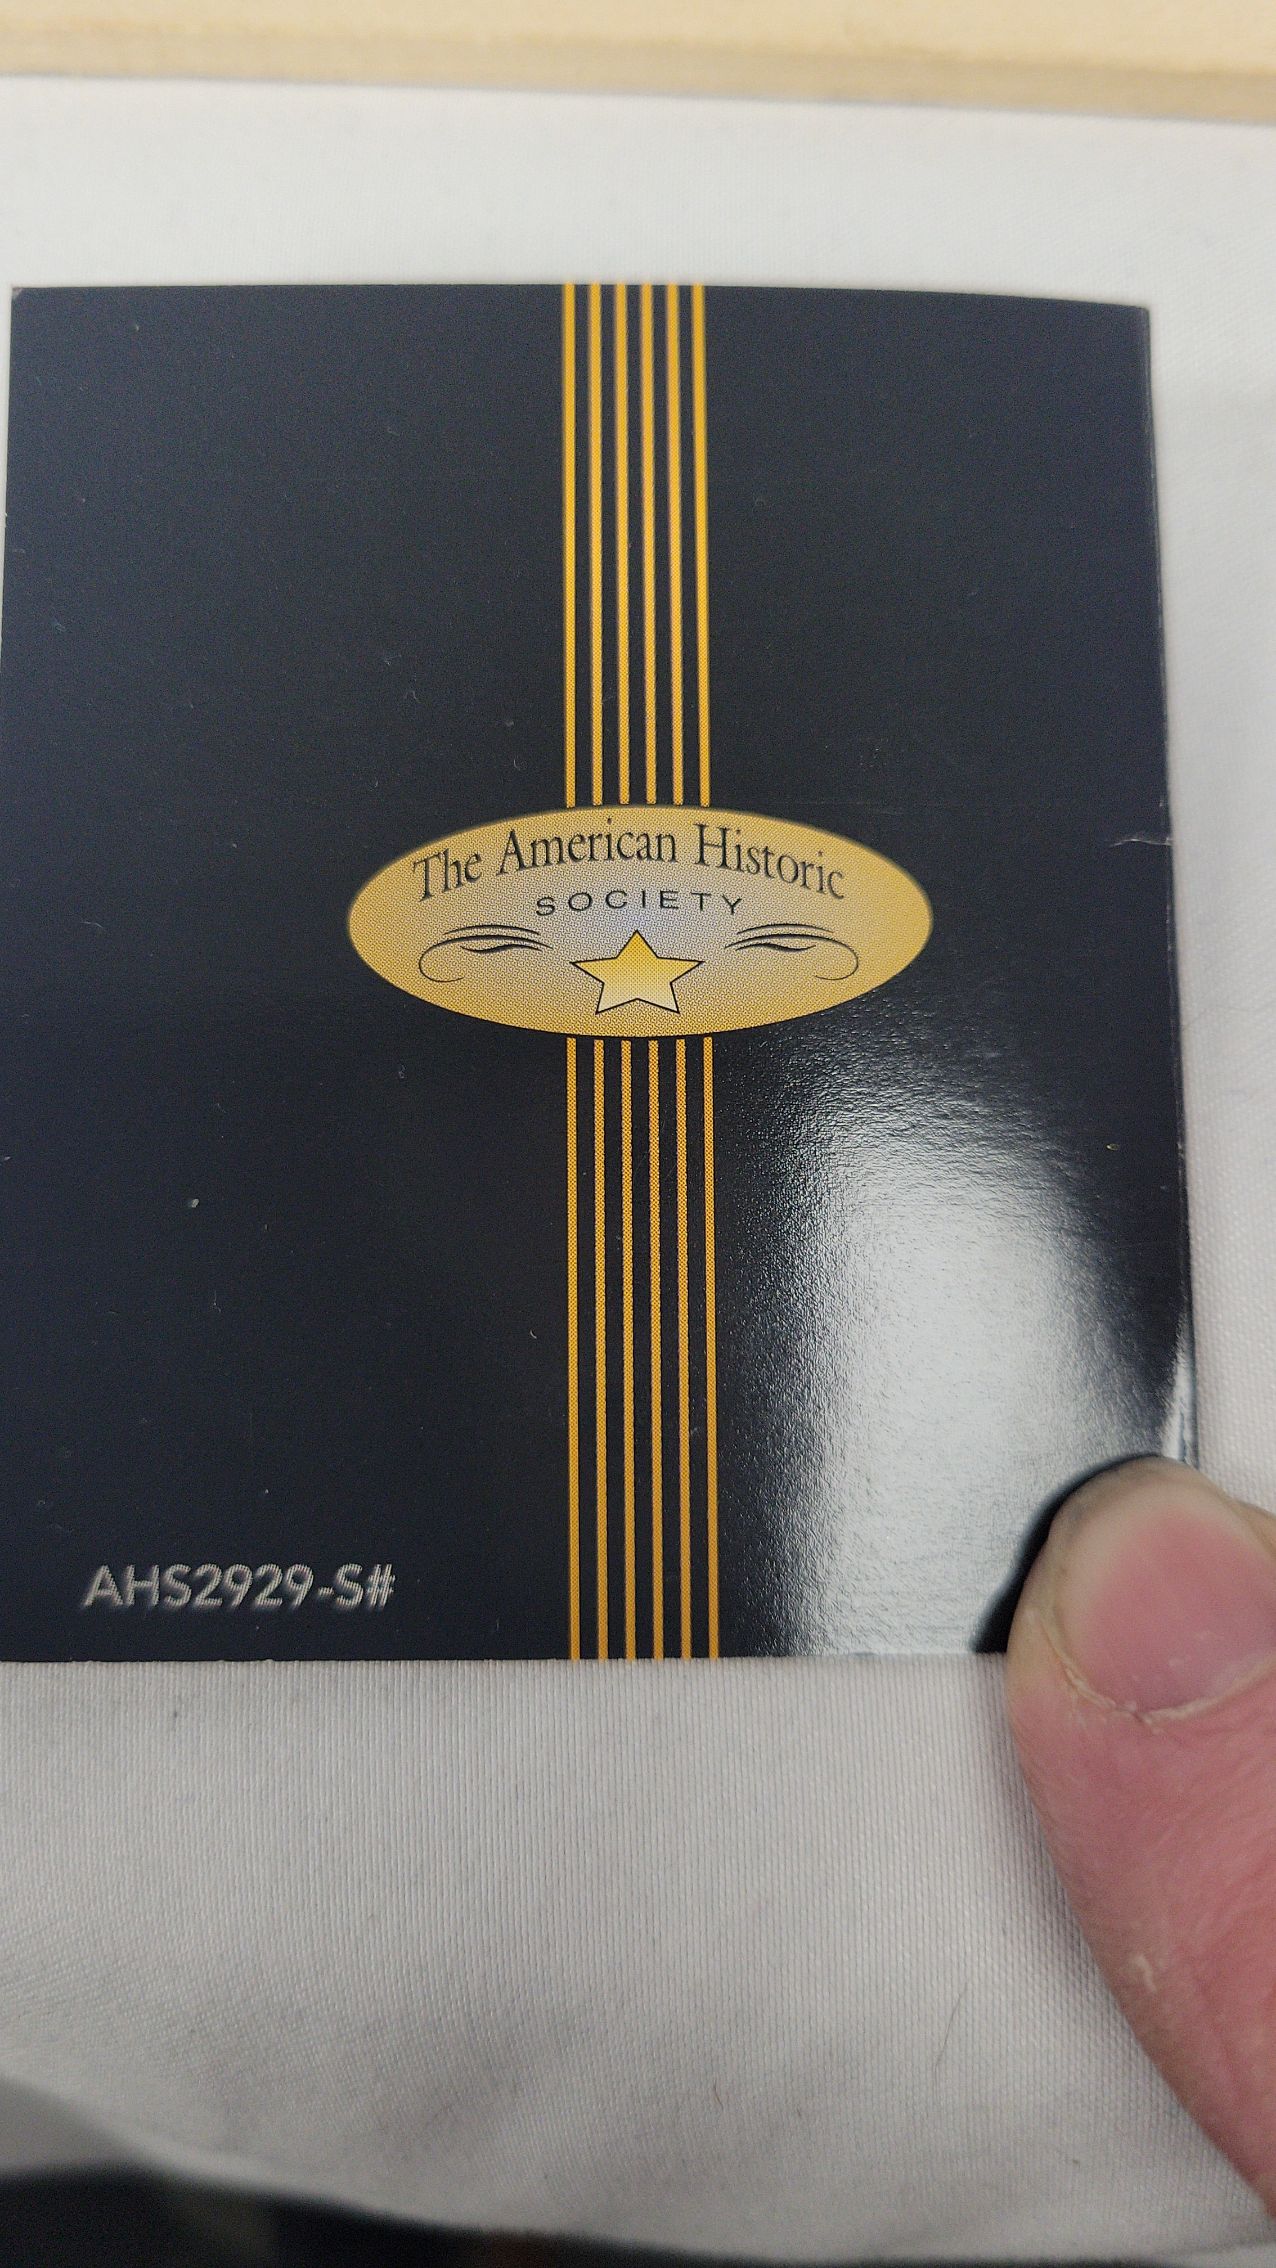 The American Historic
SOCIETY
AHS2929-S#